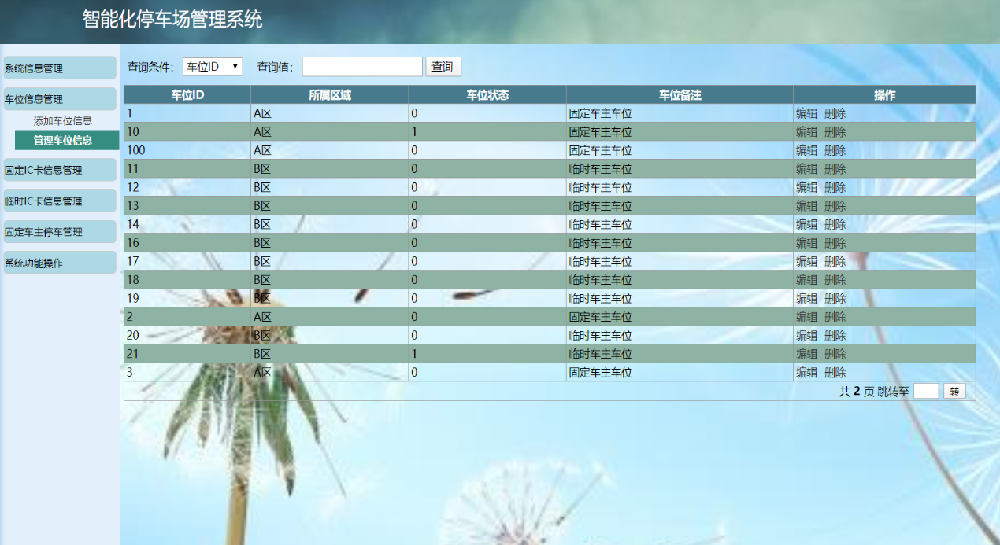 智能化停车场管理系统
系统信息管理
车位信息管理
添加车位信息
管理车位信息
固定IC卡信息管理
临时IC卡信息管理
固定车主停车管理
系统功能操作
查询条件： 车位ID 查询值： 查询
车位ID 所属区域 车位状态 车位备注 操作
1 A区 0 固定车主车位 编辑 删除
10 A区 1 固定车主车位 编辑 删除
100 A区 0 固定车主车位 编辑 删除
11 B区 0 临时车主车位 编辑 删除
12 B区 0 临时车主车位 编辑 删除
13 B区 0 临时车主车位 编辑 删除
14 B区 0 临时车主车位 编辑 删除
16 B区 0 临时车主车位 编辑 删除
17 B区 0 临时车主车位 编辑 删除
18 B区 0 临时车主车位 编辑 删除
19 B区 0 临时车主车位 编辑 删除
2 A区 0 固定车主车位 编辑 删除
20 B区 0 临时车主车位 编辑 删除
21 B区 1 临时车主车位 编辑 删除
3 A区 0 固定车主车位 编辑 删除
共 2 页 跳转至 转